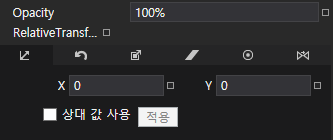 Opacity 100%
RelativeTransf...
X 0 Y 0
상대 값 사용 적용